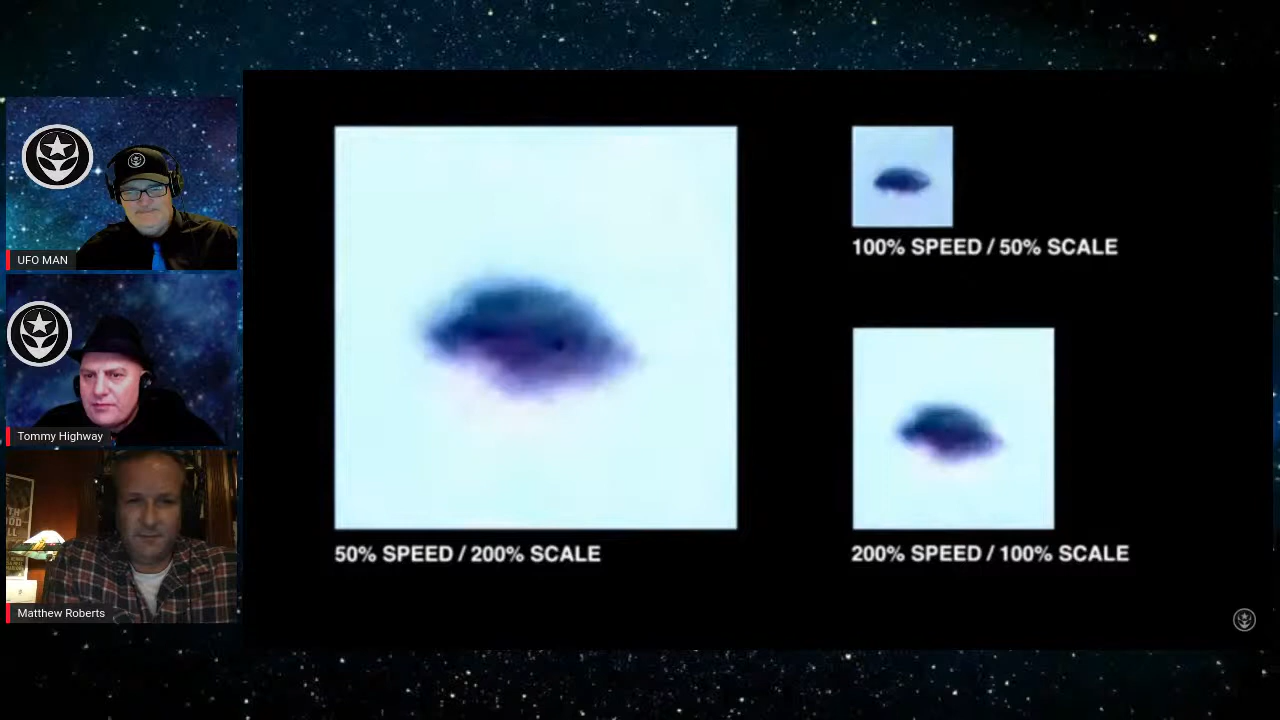 UFO MAN
Tommy Highway
Matthew Roberts
50% SPEED / 200% SCALE
100% SPEED / 50% SCALE
200% SPEED / 100% SCALE